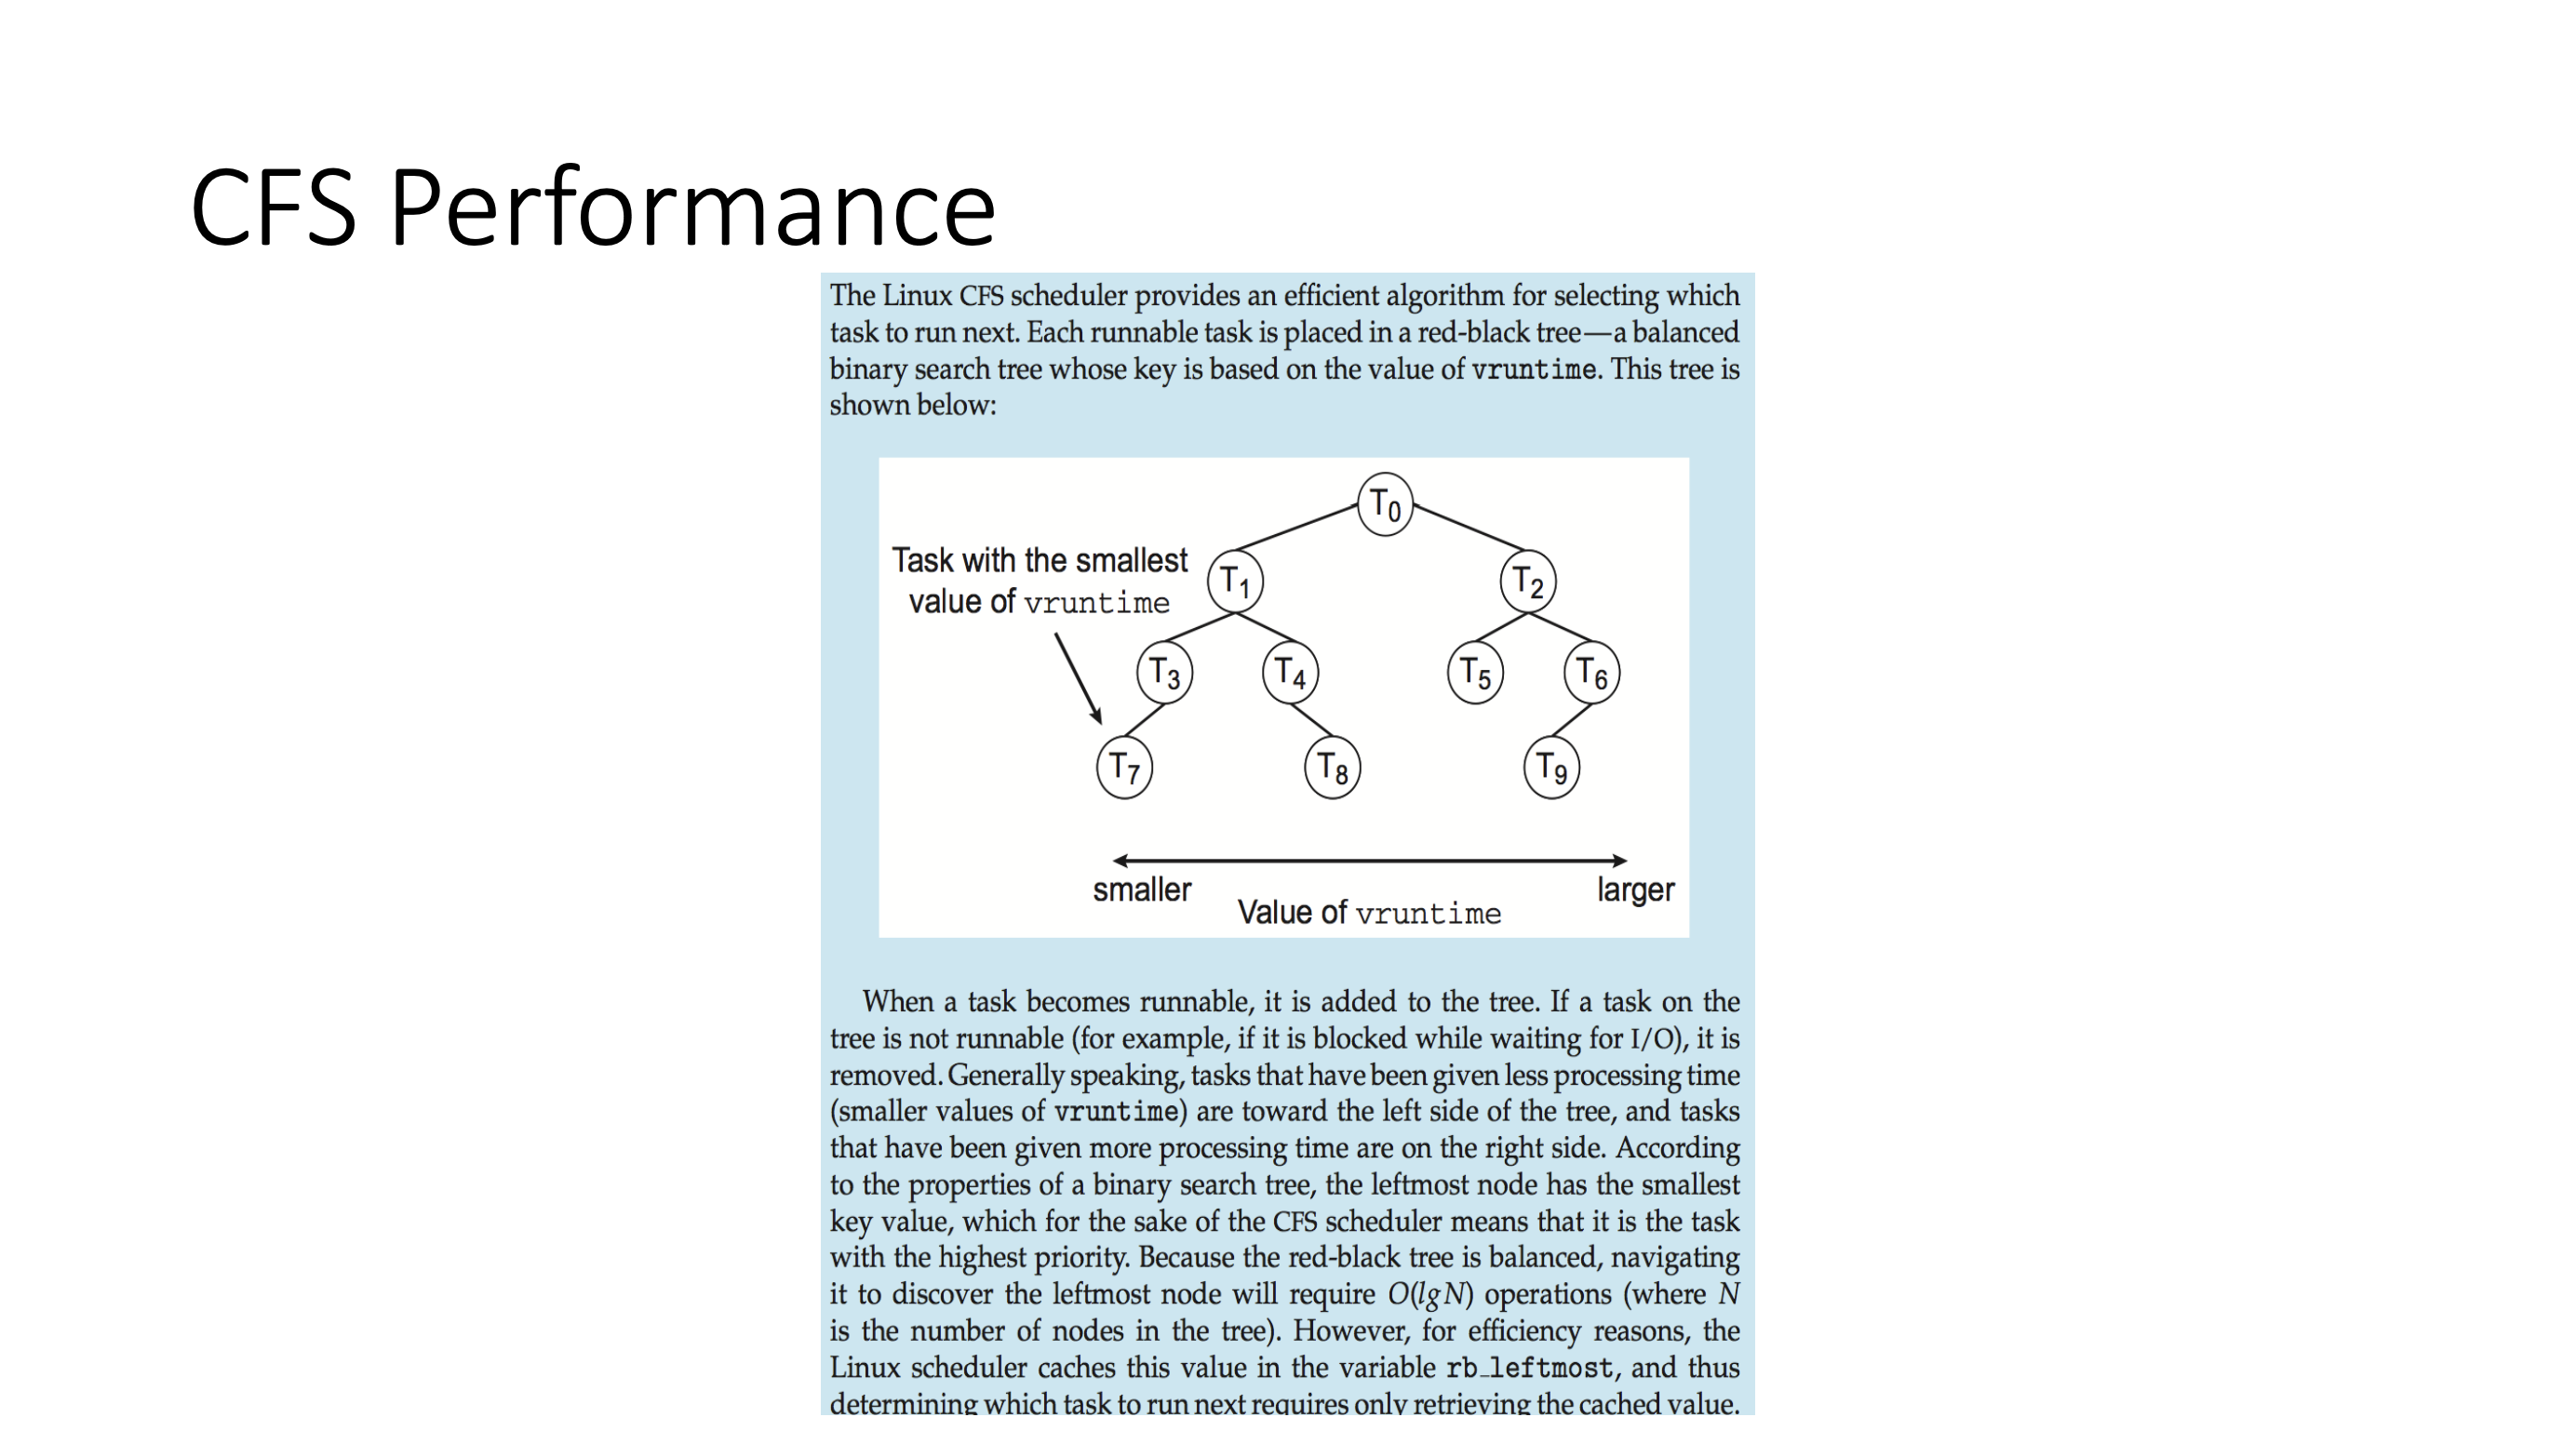 CFS Performance
The Linux CFS scheduler provides an efficient algorithm for selecting which
task to run next. Each runnable task is placed in a red-black tree—a balanced
binary search tree whose key is based on the value of vruntime. This tree is
shown below:
T0
Task with the smallest
value of vruntime
T1
T2
T3
T4
T5
T6
T7
T8
T9
smaller
larger
Value of vruntime
When a task becomes runnable, it is added to the tree. If a task on the
tree is not runnable (for example, if it is blocked while waiting for I/O), it is
removed. Generally speaking, tasks that have been given less processing time
(smaller values of vruntime) are toward the left side of the tree, and tasks
that have been given more processing time are on the right side. According
to the properties of a binary search tree, the leftmost node has the smallest
key value, which for the sake of the CFS scheduler means that it is the task
with the highest priority. Because the red-black tree is balanced, navigating
it to discover the leftmost node will require O(lg N) operations (where N
is the number of nodes in the tree). However, for efficiency reasons, the
Linux scheduler caches this value in the variable rb_leftmost, and thus
determining which task to run next requires only retrieving the cached value.